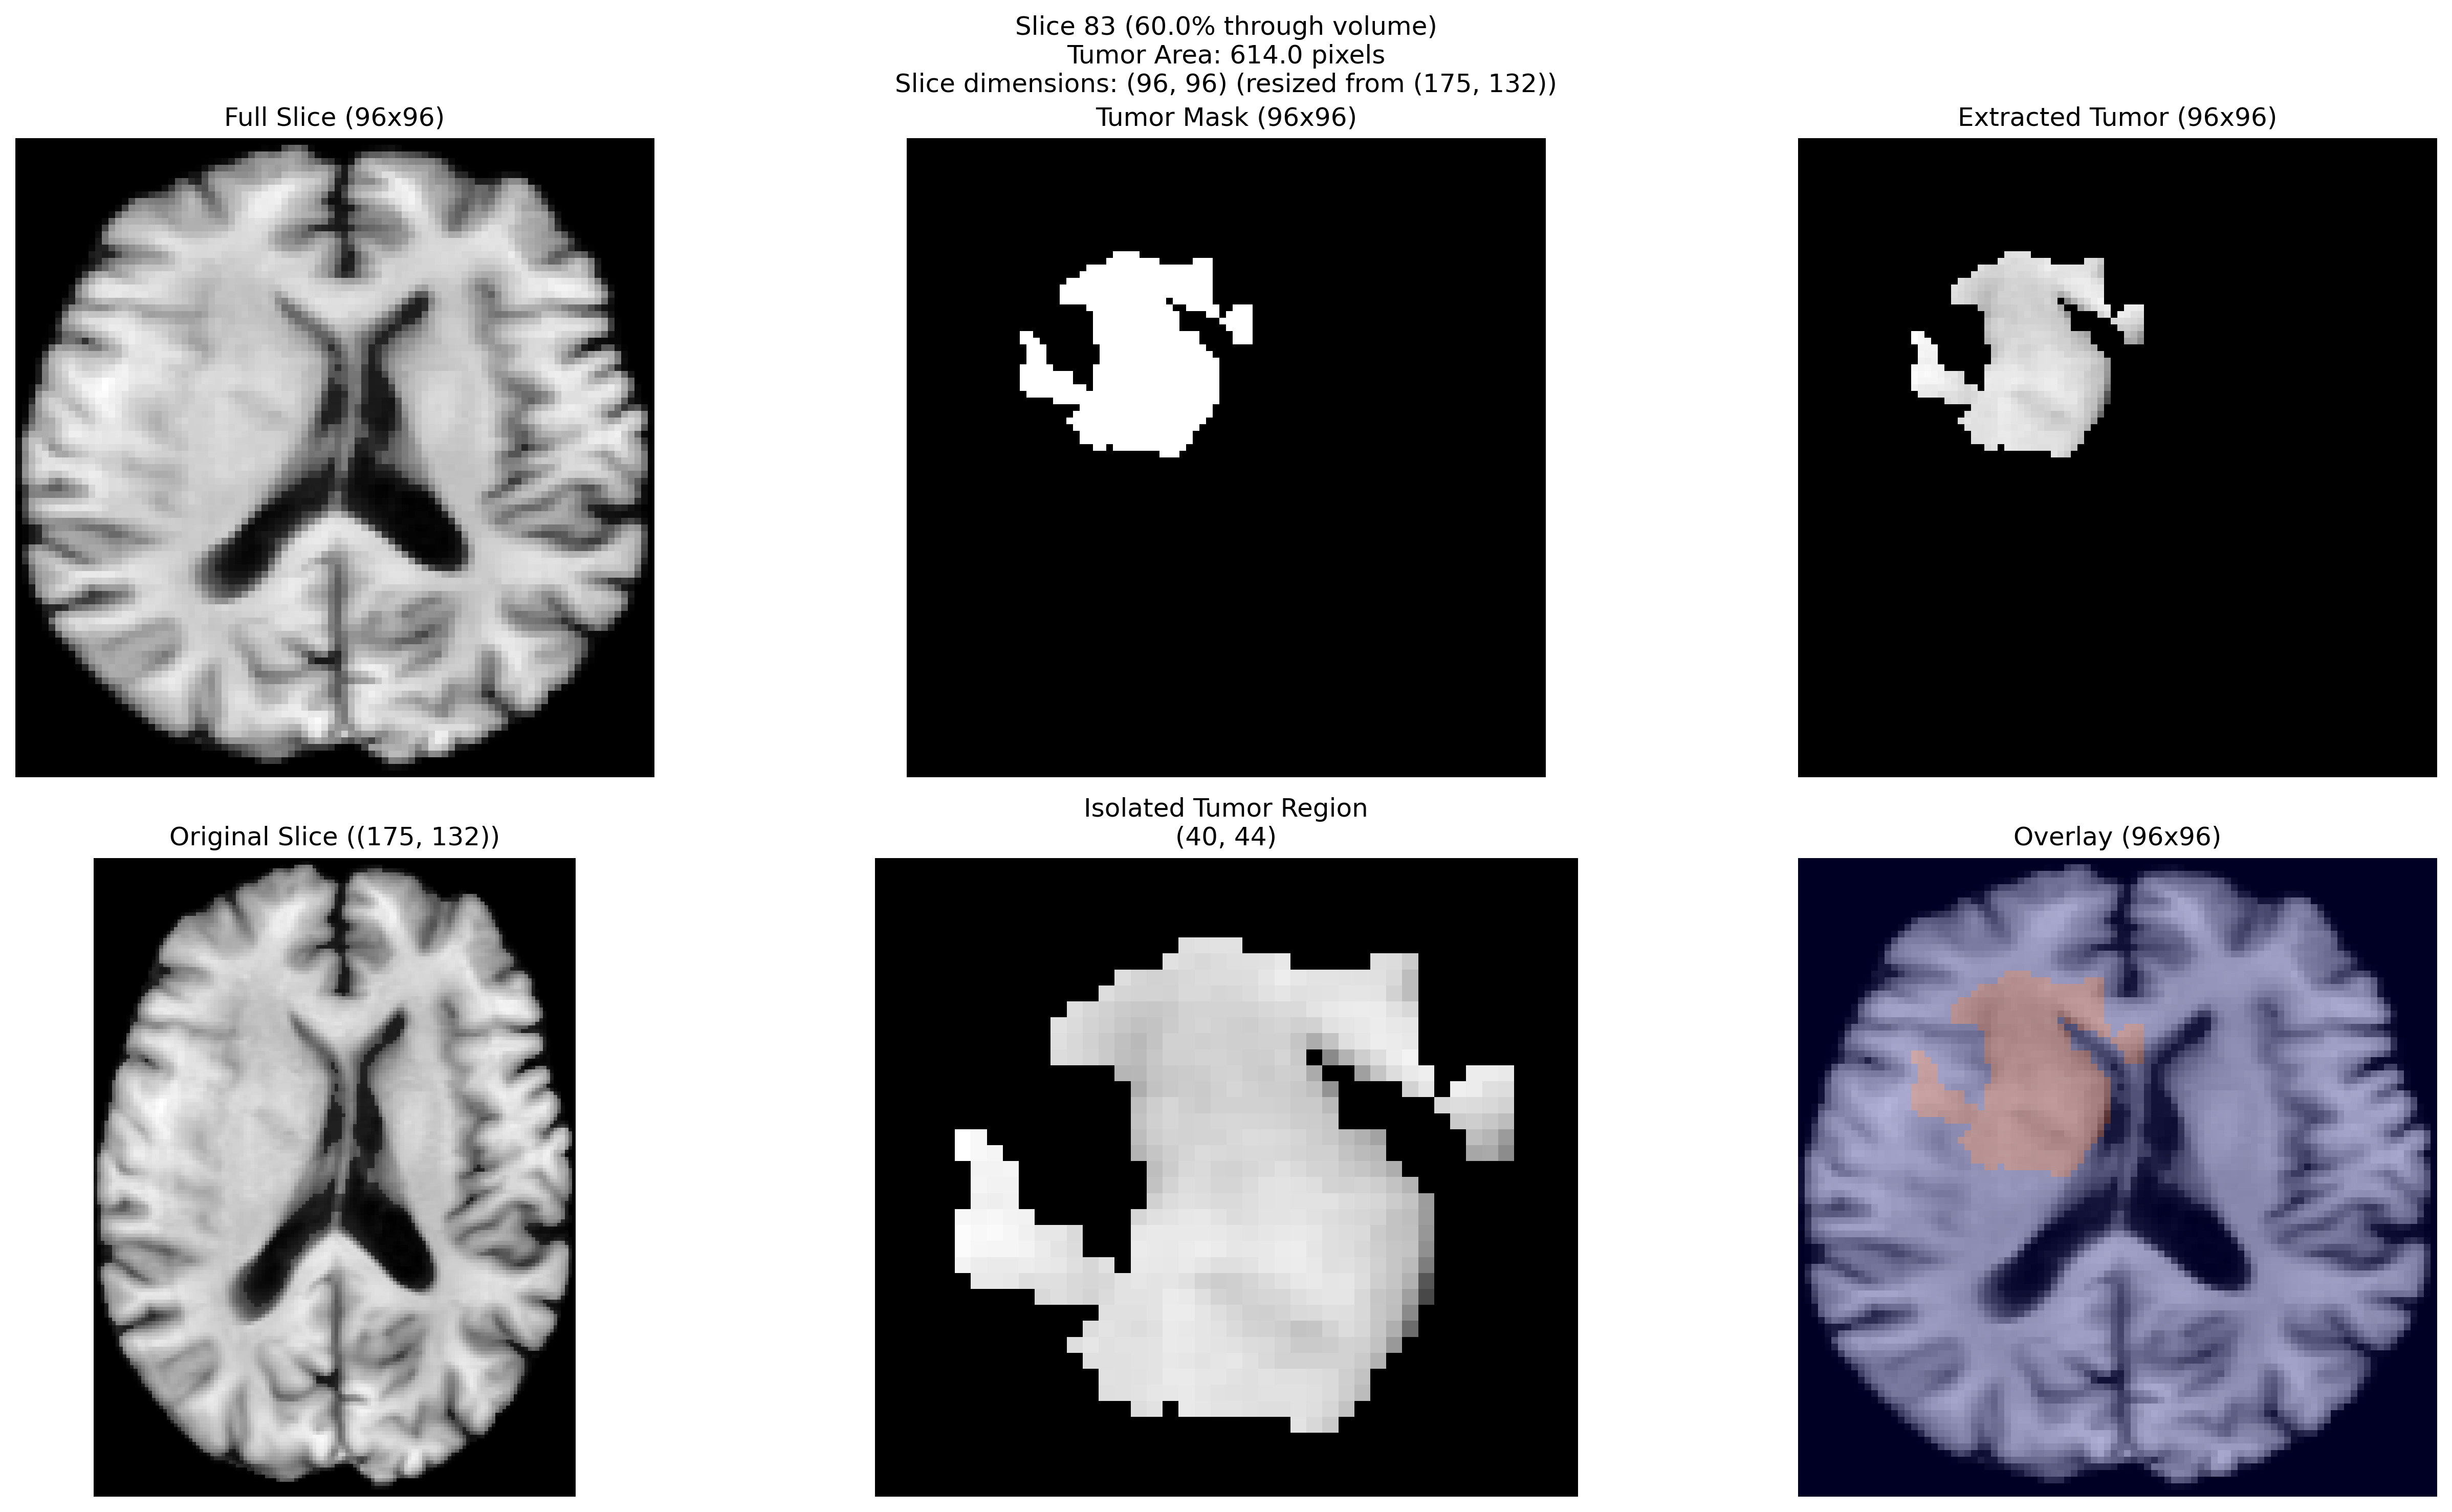 Slice 83 (60.0% through volume)
Tumor Area: 614.0 pixels
Slice dimensions: (96, 96) (resized from (175, 132))
Full Slice (96x96)
Tumor Mask (96x96)
Extracted Tumor (96x96)
Original Slice ((175, 132))
Isolated Tumor Region
(40, 44)
Overlay (96x96)